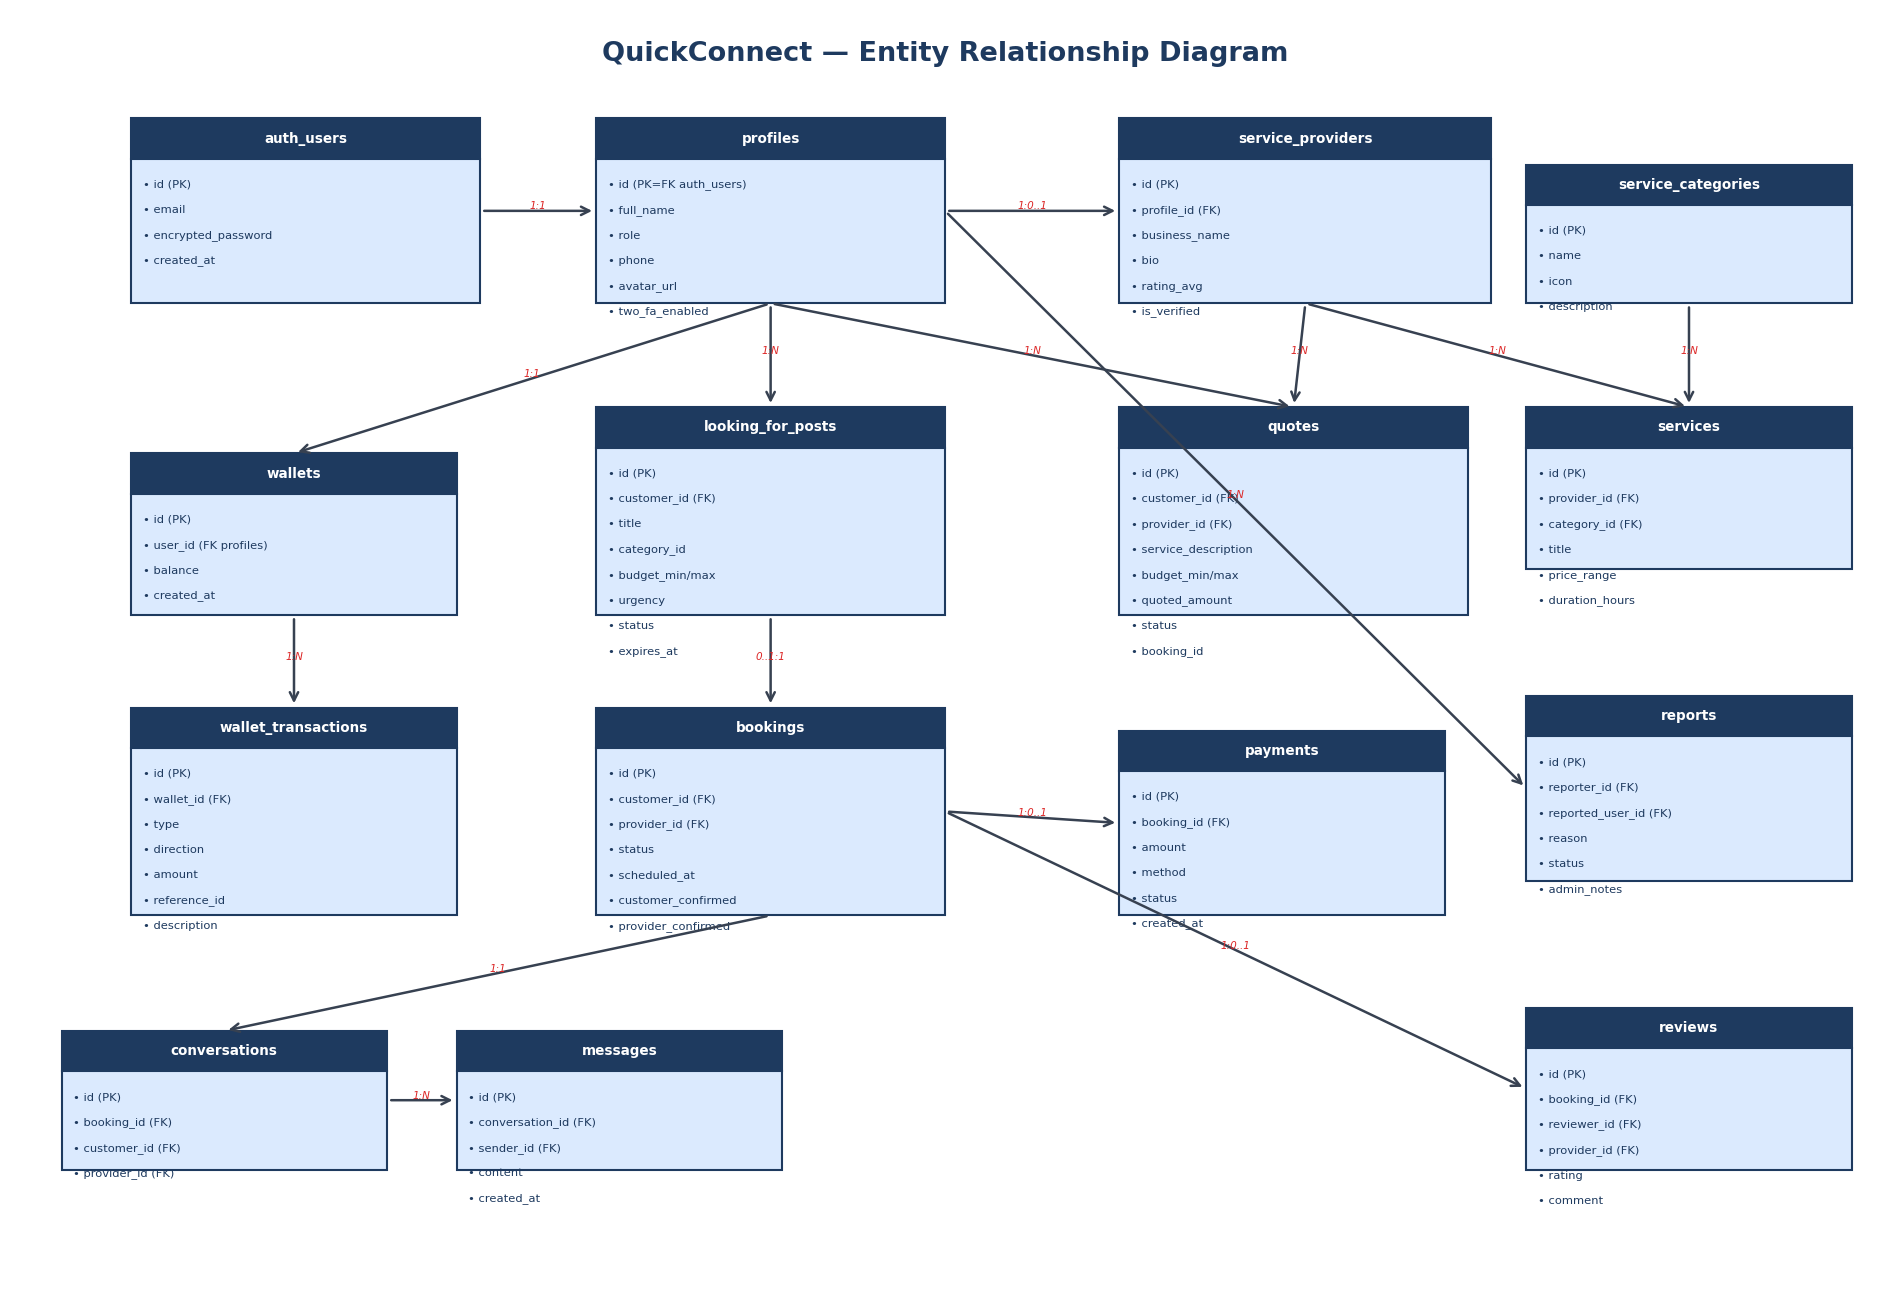 QuickConnect — Entity Relationship Diagram
auth_users
• id (PK)
• email
• encrypted_password
• created_at
1:1
profiles
• id (PK=FK auth_users)
• full_name
• role
• phone
• avatar_url
• two_fa_enabled
1:0..1
service_providers
• id (PK)
• profile_id (FK)
• business_name
• bio
• rating_avg
• is_verified
service_categories
• id (PK)
• name
• icon
• description
1:1
1:N
1:N
1:N
1:N
1:N
wallets
• id (PK)
• user_id (FK profiles)
• balance
• created_at
looking_for_posts
• id (PK)
• customer_id (FK)
• title
• category_id
• budget_min/max
• urgency
• status
• expires_at
quotes
• id (PK)
• customer_id (FK)
• provider_id (FK)
• service_description
• budget_min/max
• quoted_amount
• status
• booking_id
1:N
services
• id (PK)
• provider_id (FK)
• category_id (FK)
• title
• price_range
• duration_hours
1:N
0..1:1
wallet_transactions
• id (PK)
• wallet_id (FK)
• type
• direction
• amount
• reference_id
• description
bookings
• id (PK)
• customer_id (FK)
• provider_id (FK)
• status
• scheduled_at
• customer_confirmed
• provider_confirmed
1:0..1
payments
• id (PK)
• booking_id (FK)
• amount
• method
• status
• created_at
reports
• id (PK)
• reporter_id (FK)
• reported_user_id (FK)
• reason
• status
• admin_notes
1:1
1:0..1
conversations
• id (PK)
• booking_id (FK)
• customer_id (FK)
• provider_id (FK)
1:N
messages
• id (PK)
• conversation_id (FK)
• sender_id (FK)
• content
• created_at
reviews
• id (PK)
• booking_id (FK)
• reviewer_id (FK)
• provider_id (FK)
• rating
• comment